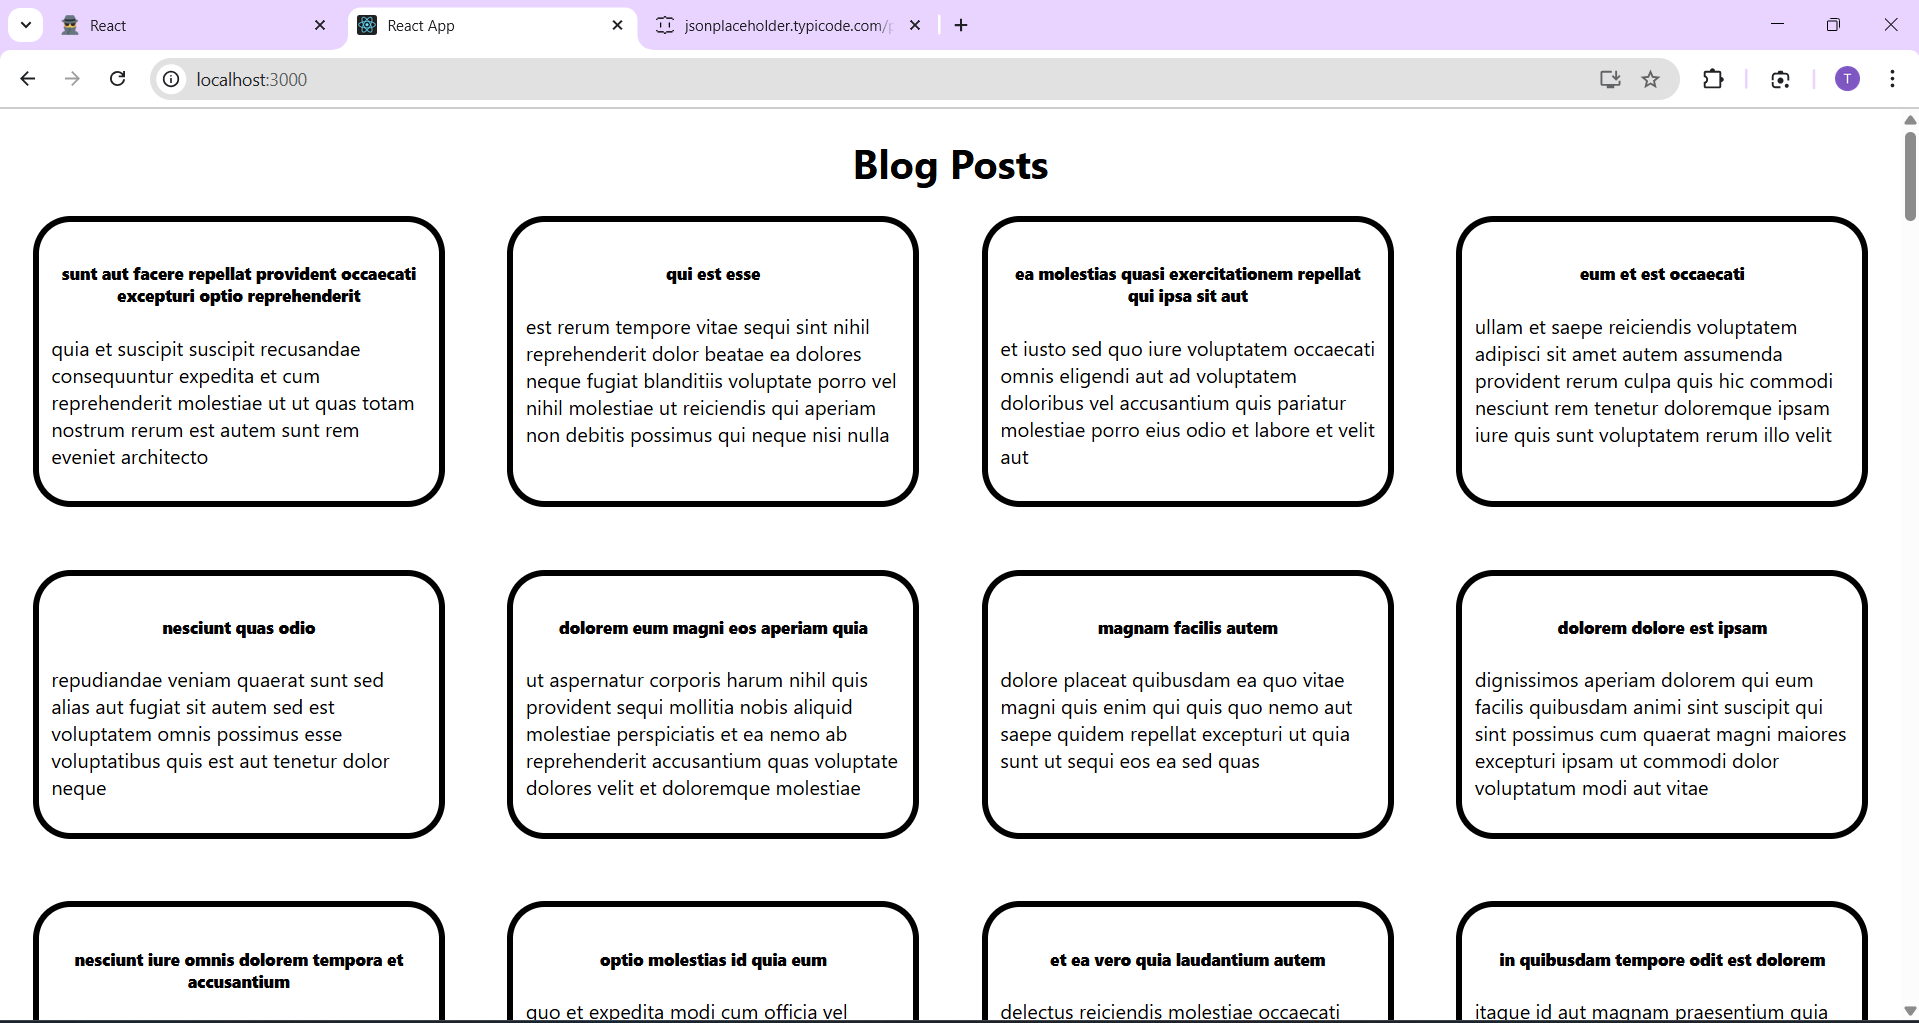 React
React App
jsonplaceholder.typicode.com/
localhost:3000
T
Blog Posts
sunt aut facere repellat provident occaecati
excepturi optio reprehenderit
quia et suscipit suscipit recusandae
consequuntur expedita et cum
reprehenderit molestiae ut ut quas totam
nostrum rerum est autem sunt rem
eveniet architecto
qui est esse
est rerum tempore vitae sequi sint nihil
reprehenderit dolor beatae ea dolores
neque fugiat blanditiis voluptate porro vel
nihil molestiae ut reiciendis qui aperiam
non debitis possimus qui neque nisi nulla
ea molestias quasi exercitationem repellat
qui ipsa sit aut
et iusto sed quo iure voluptatem occaecati
omnis eligendi aut ad voluptatem
doloribus vel accusantium quis pariatur
molestiae porro eius odio et labore et velit
aut
eum et est occaecati
ullam et saepe reiciendis voluptatem
adipisci sit amet autem assumenda
provident rerum culpa quis hic commodi
nesciunt rem tenetur doloremque ipsam
iure quis sunt voluptatem rerum illo velit
nesciunt quas odio
repudiandae veniam quaerat sunt sed
alias aut fugiat sit autem sed est
voluptatem omnis possimus esse
voluptatibus quis est aut tenetur dolor
neque
dolorem eum magni eos aperiam quia
ut aspernatur corporis harum nihil quis
provident sequi mollitia nobis aliquid
molestiae perspiciatis et ea nemo ab
reprehenderit accusantium quas voluptate
dolores velit et doloremque molestiae
magnam facilis autem
dolore placeat quibusdam ea quo vitae
magni quis enim qui quis quo nemo aut
saepe quidem repellat excepturi ut quia
sunt ut sequi eos ea sed quas
dolorem dolore est ipsam
dignissimos aperiam dolorem qui eum
facilis quibusdam animi sint suscipit qui
sint possimus cum quaerat magni maiores
excepturi ipsam ut commodi dolor
voluptatum modi aut vitae
nesciunt iure omnis dolorem tempora et
accusantium
optio molestias id quia eum
quo et expedita modi cum officia vel
et ea vero quia laudantium autem
delectus reiciendis molestiae occaecati
in quibusdam tempore odit est dolorem
itaque id aut magnam praesentium quia